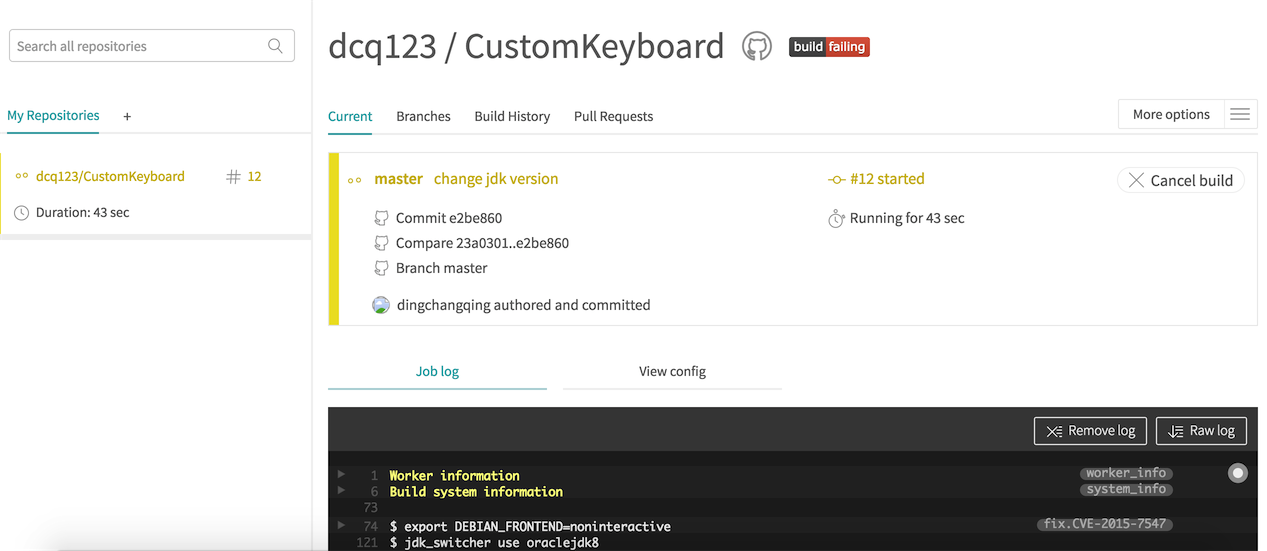 Search all repositories
My Repositories +
dcq123/CustomKeyboard # 12
Duration: 43 sec
dcq123 / CustomKeyboard build failing
Current Branches Build History Pull Requests More options
master change jdk version #12 started Cancel build
Commit e2be860 Running for 43 sec
Compare 23a0301..e2be860
Branch master
dingchangqing authored and committed
Job log View config
Remove log Raw log
1 Worker information worker_info
6 Build system information system_info
73
74 $ export DEBIAN_FRONTEND=noninteractive fix.CVE-2015-7547
121 $ jdk_switcher use oraclejdk8